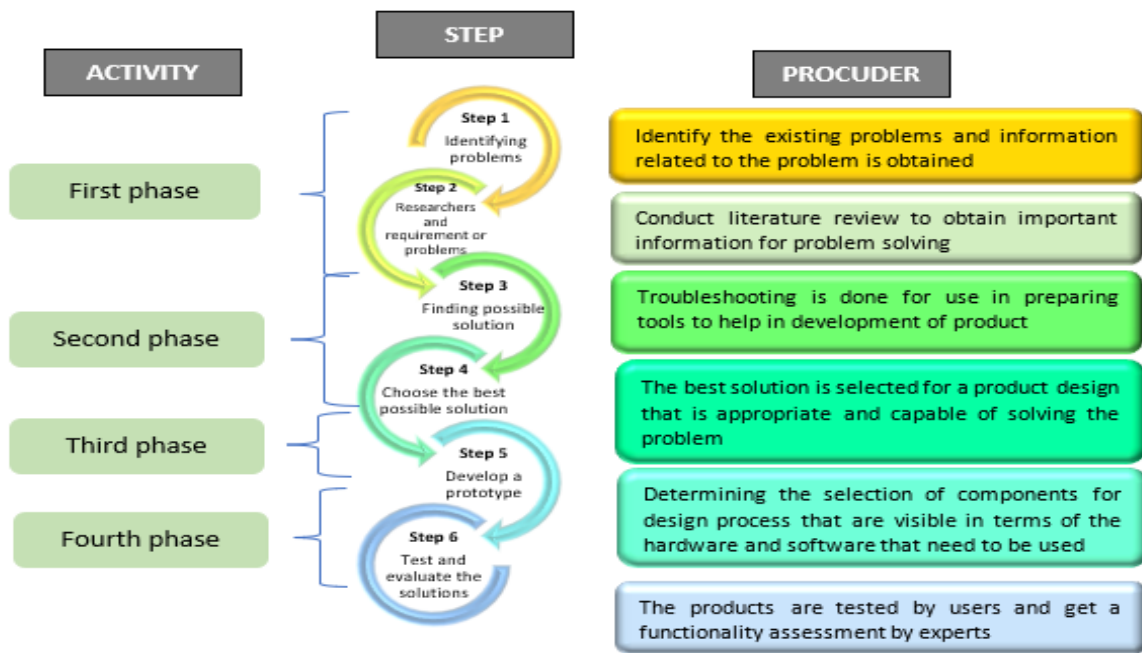 STEP
ACTIVITY
PROCUDER
First phase
Second phase
Third phase
Fourth phase
Step 1
Identifying
problems
Step 2
Researchers
and
requirement or
problems
Step 3
Finding possible
solution
Step 4
Choose the best
possible solution
Step 5
Develop a
prototype
Step 6
Test and
evaluate the
solutions
Identify the existing problems and information
related to the problem is obtained
Conduct literature review to obtain important
information for problem solving
Troubleshooting is done for use in preparing
tools to help in development of product
The best solution is selected for a product design
that is appropriate and capable of solving the
problem
Determining the selection of components for
design process that are visible in terms of the
hardware and software that need to be used
The products are tested by users and get a
functionality assessment by experts